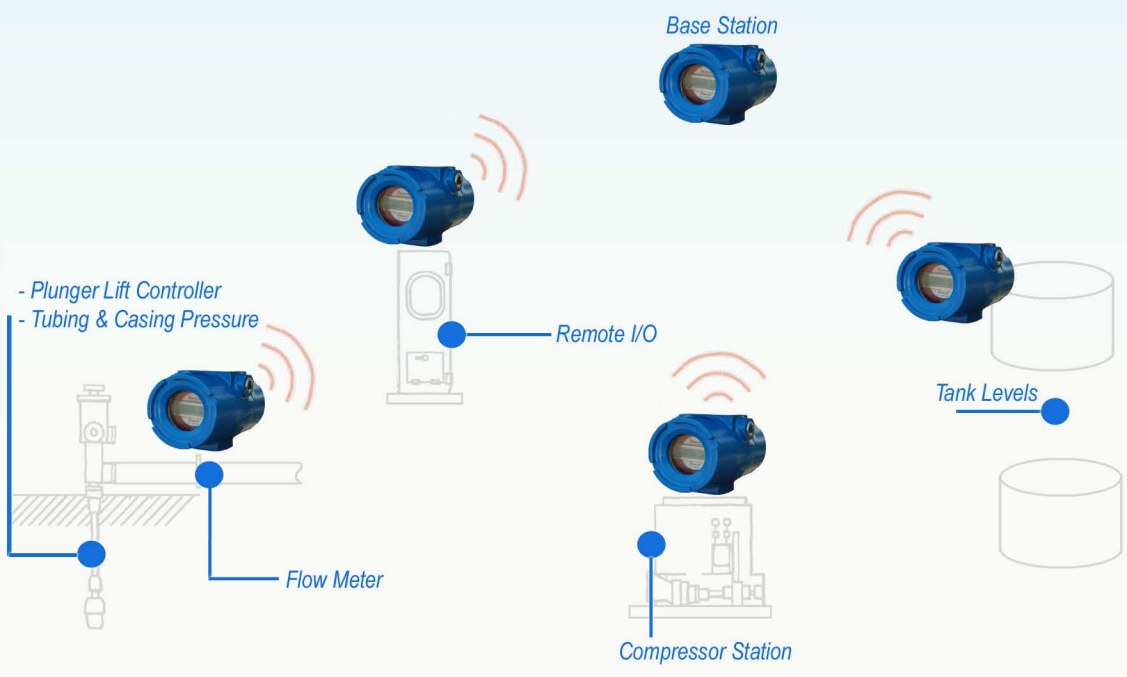 Base Station
- Plunger Lift Controller
- Tubing & Casing Pressure
Remote I/O
Tank Levels
Flow Meter
Compressor Station